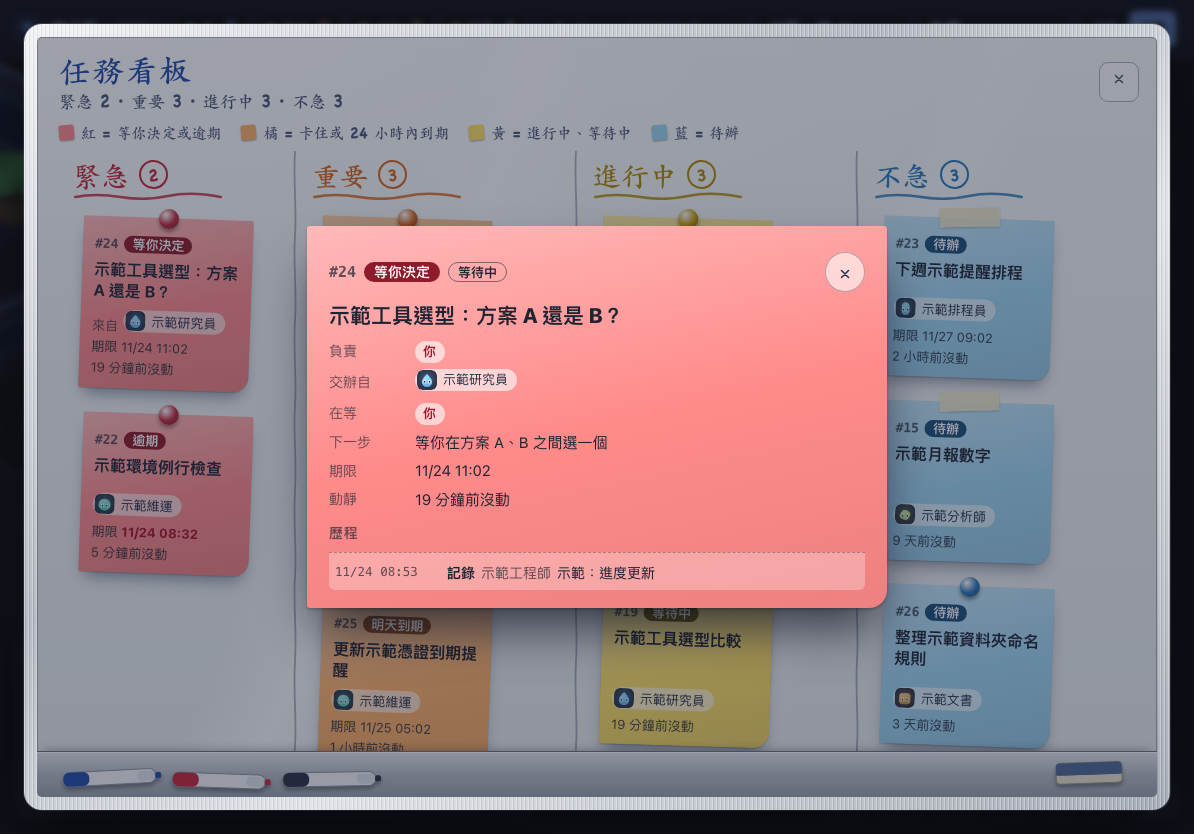 任務看板
緊急 2・重要 3・進行中 3・不急 3
紅 = 等你決定或逾期 橘 = 卡住或 24 小時內到期 黃 = 進行中、等待中 藍 = 待辦
緊急 2
#24 等你決定
示範工具選型：方案
A 還是 B？
來自 示範研究員
期限 11/24 11:02
19 分鐘前沒動
#22 逾期
示範環境例行檢查
示範維運
期限 11/24 08:32
5 分鐘前沒動
重要 3
#25 明天到期
更新示範憑證到期提
醒
示範維運
期限 11/25 05:02
1 小時前沒動
進行中 3
#19 等待中
示範工具選型比較
示範研究員
19 分鐘前沒動
不急 3
#23 待辦
下週示範提醒排程
示範排程員
期限 11/27 09:02
2 小時前沒動
#15 待辦
示範月報數字
示範分析師
9 天前沒動
#26 待辦
整理示範資料夾命名
規則
示範文書
3 天前沒動
#24 等你決定 等待中
示範工具選型：方案 A 還是 B？
負責 你
交辦自 示範研究員
在等 你
下一步 等你在方案 A、B 之間選一個
期限 11/24 11:02
動靜 19 分鐘前沒動
歷程
11/24 08:53 記錄 示範工程師 示範：進度更新